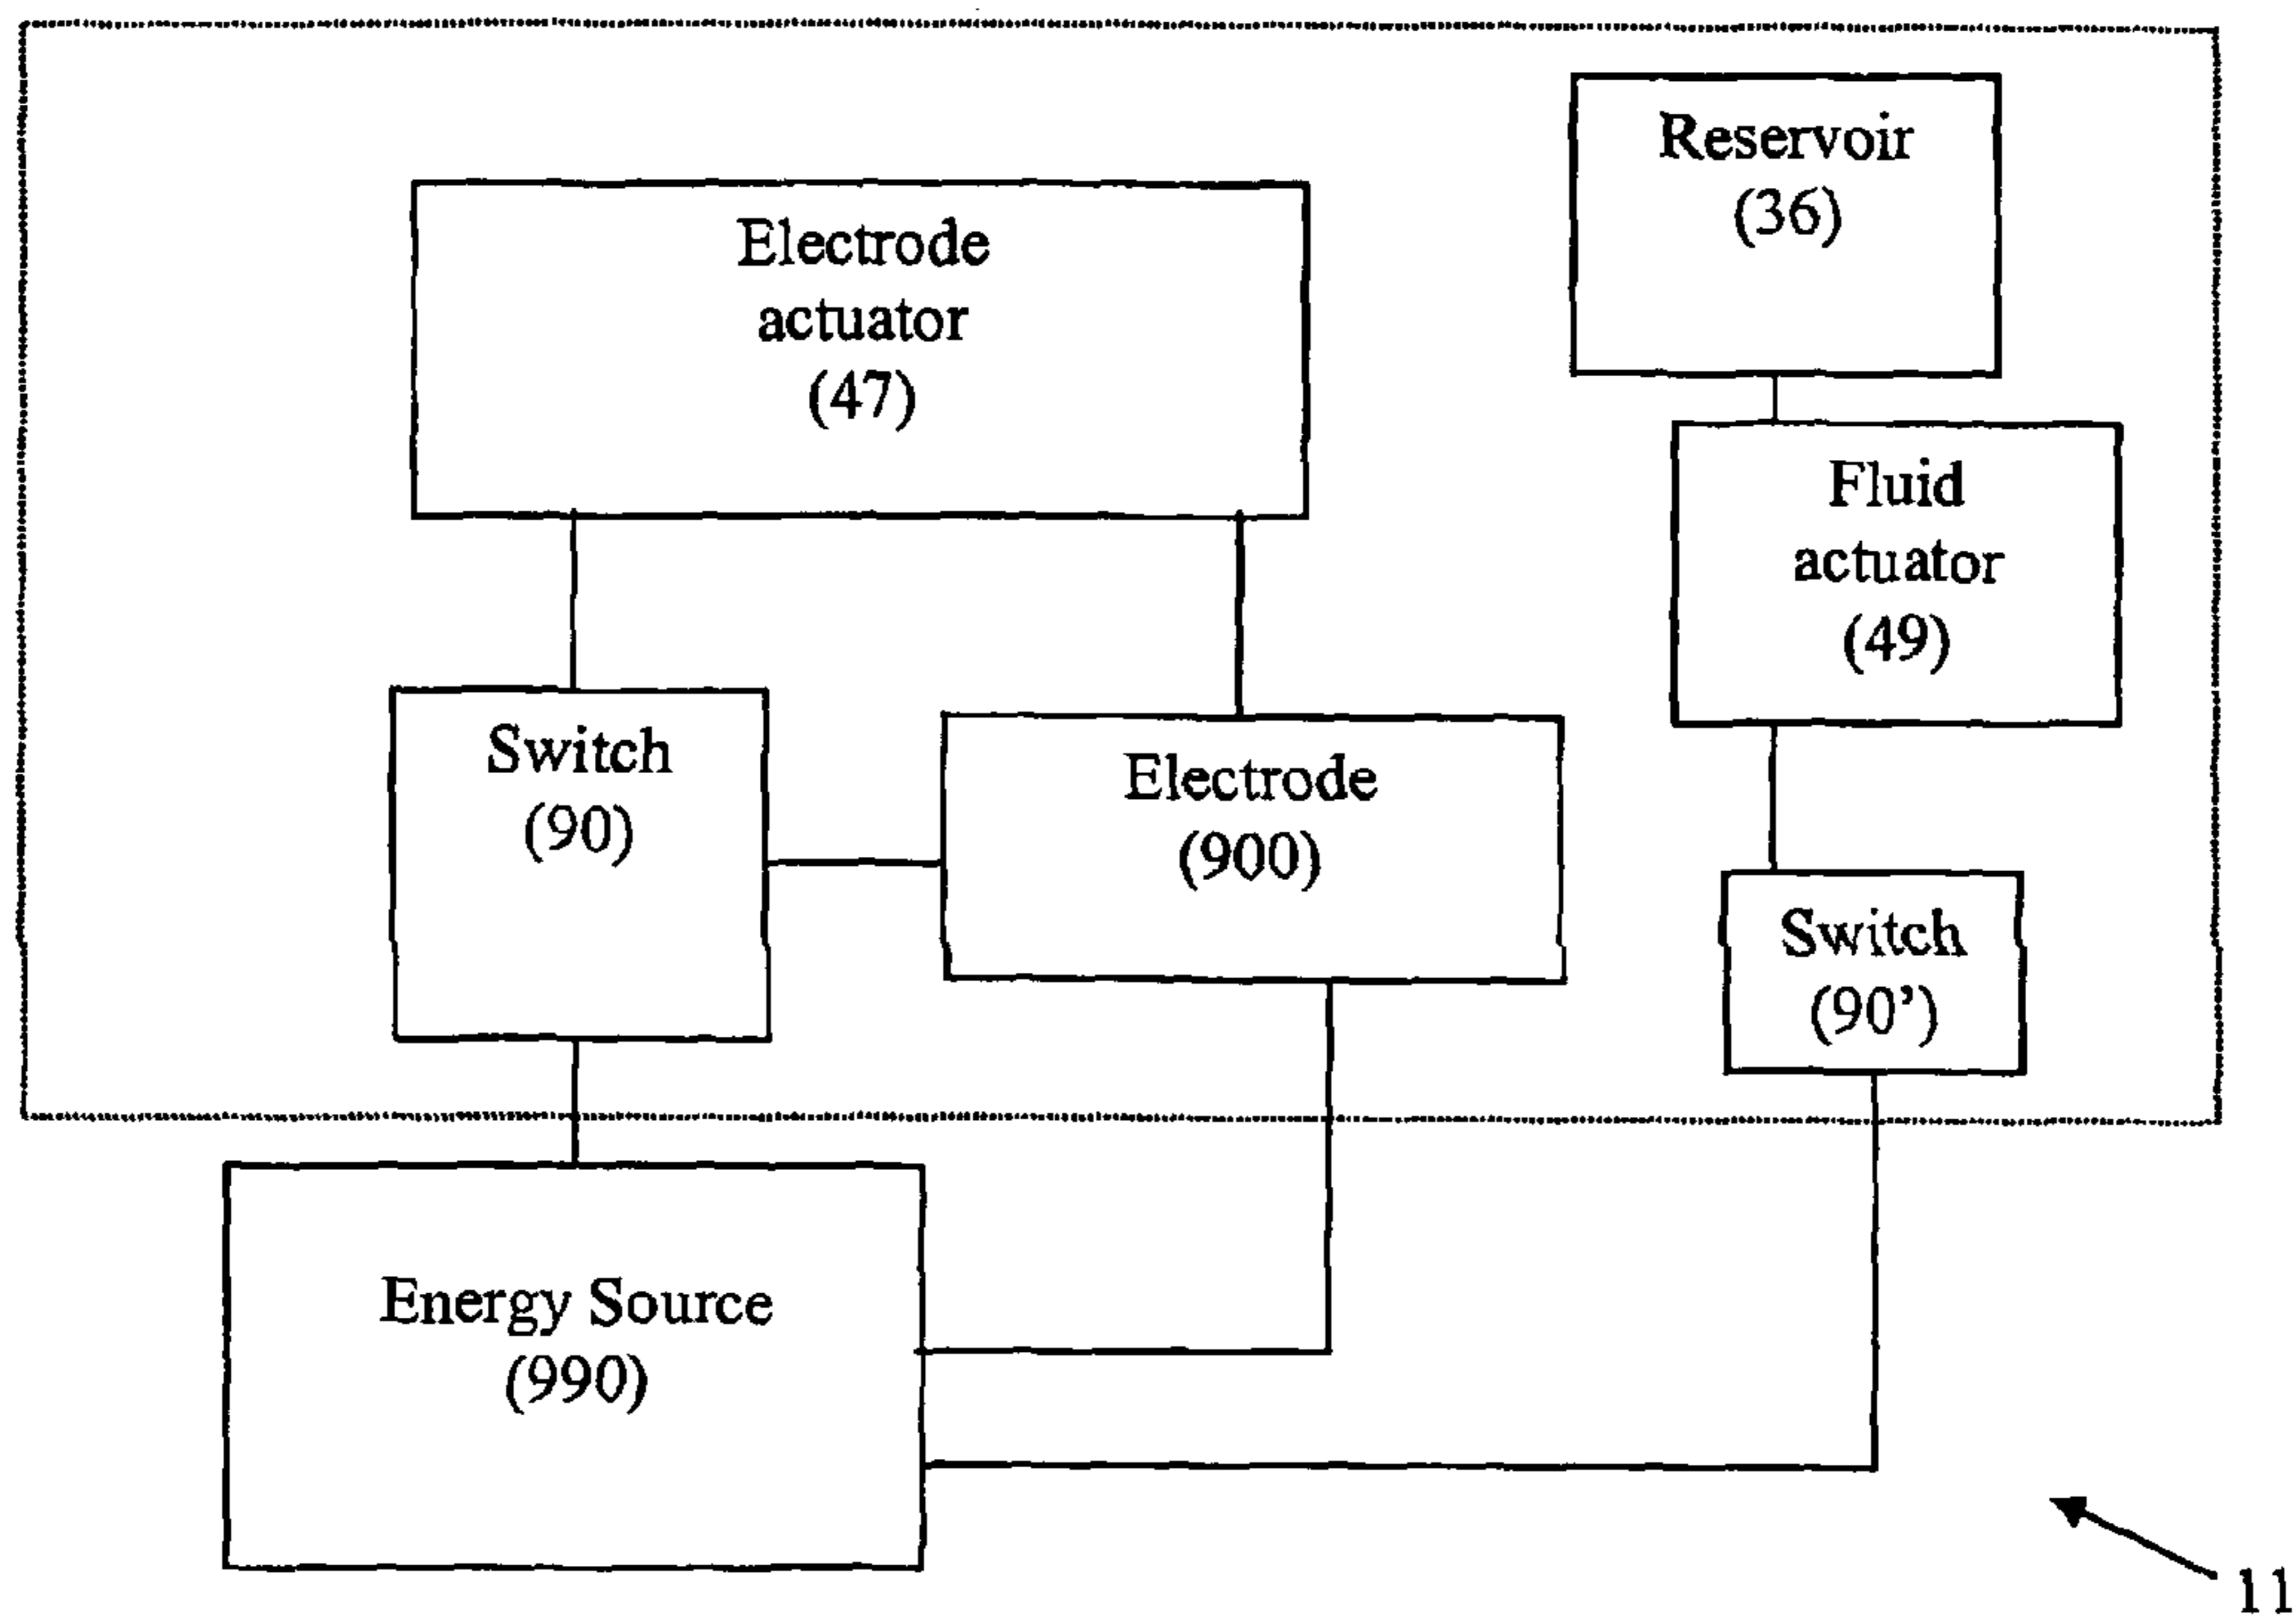 Reservoir
(36)
Electrode
actuator
(47)
Fluid
actuator
(49)
Switch
(90)
Electrode
(900)
Switch
(90’)
Energy Source
(990)
11